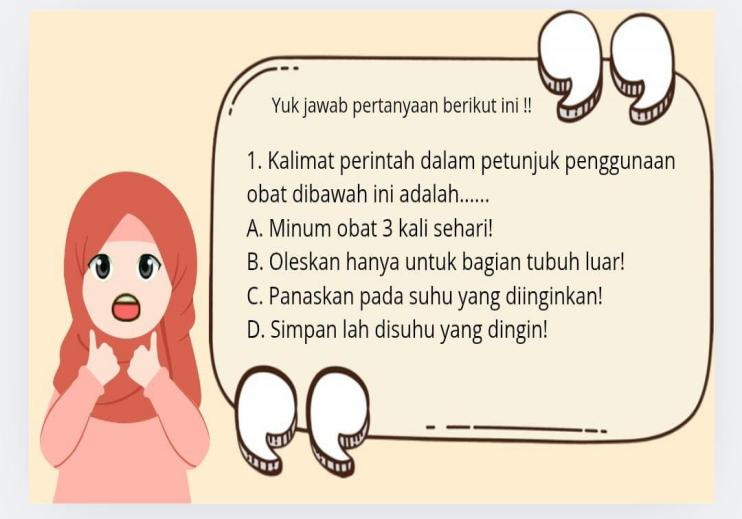 Yuk jawab pertanyaan berikut ini !!
1. Kalimat perintah dalam petunjuk penggunaan
obat dibawah ini adalah......
A. Minum obat 3 kali sehari!
B. Oleskan hanya untuk bagian tubuh luar!
C. Panaskan pada suhu yang diinginkan!
D. Simpan lah disuhu yang dingin!